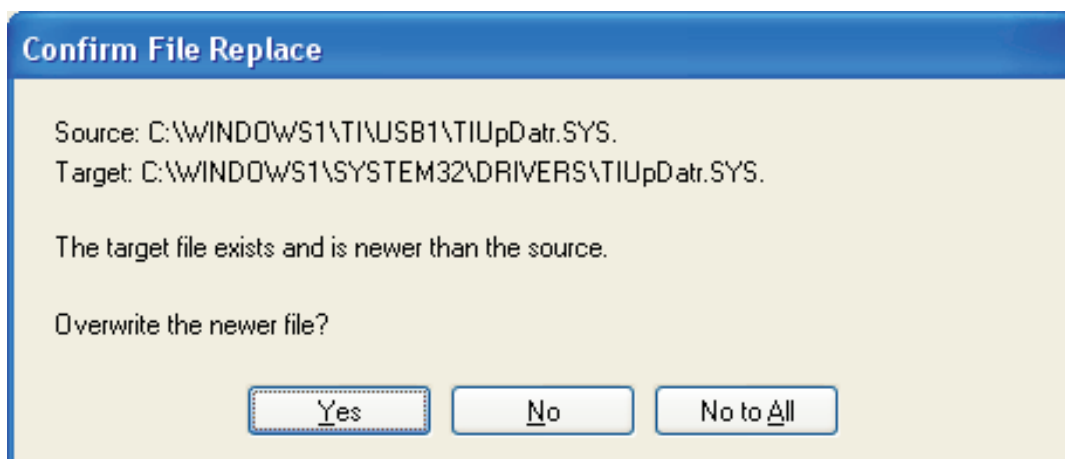 Confirm File Replace
Source: C:\WINDOWS1\TI\USB1\TIUpDatr.SYS.
Target: C:\WINDOWS1\SYSTEM32\DRIVERS\TIUpDatr.SYS.
The target file exists and is newer than the source.
Overwrite the newer file?
Yes No No to All